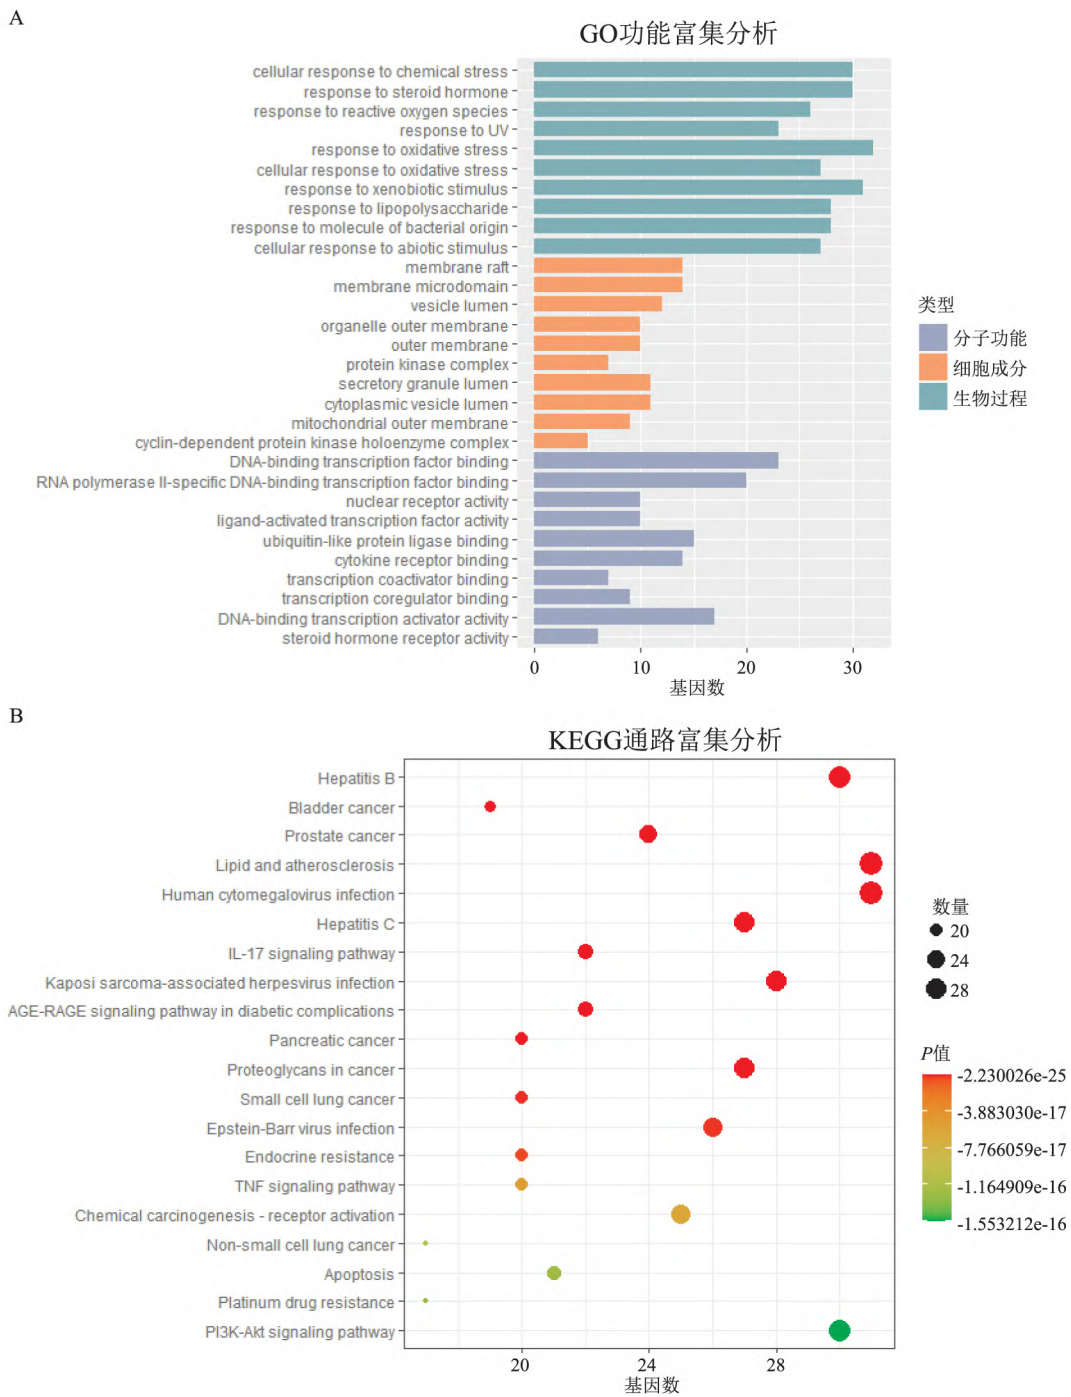 A
GO功能富集分析
cellular response to chemical stress
response to steroid hormone
response to reactive oxygen species
response to UV
response to oxidative stress
cellular response to oxidative stress
response to xenobiotic stimulus
response to lipopolysaccharide
response to molecule of bacterial origin
cellular response to abiotic stimulus
membrane raft
membrane microdomain
vesicle lumen
organelle outer membrane
outer membrane
protein kinase complex
secretory granule lumen
cytoplasmic vesicle lumen
mitochondrial outer membrane
cyclin-dependent protein kinase holoenzyme complex
DNA-binding transcription factor binding
RNA polymerase II-specific DNA-binding transcription factor binding
nuclear receptor activity
ligand-activated transcription factor activity
ubiquitin-like protein ligase binding
cytokine receptor binding
transcription coactivator binding
transcription coregulator binding
DNA-binding transcription activator activity
steroid hormone receptor activity
0 10 20 30
基因数
类型
分子功能
细胞成分
生物过程
B
KEGG通路富集分析
Hepatitis B
Bladder cancer
Prostate cancer
Lipid and atherosclerosis
Human cytomegalovirus infection
Hepatitis C
IL-17 signaling pathway
Kaposi sarcoma-associated herpesvirus infection
AGE-RAGE signaling pathway in diabetic complications
Pancreatic cancer
Proteoglycans in cancer
Small cell lung cancer
Epstein-Barr virus infection
Endocrine resistance
TNF signaling pathway
Chemical carcinogenesis - receptor activation
Non-small cell lung cancer
Apoptosis
Platinum drug resistance
PI3K-Akt signaling pathway
20 24 28
基因数
数量
20
24
28
P值
-2.230026e-25
-3.883030e-17
-7.766059e-17
-1.164909e-16
-1.553212e-16